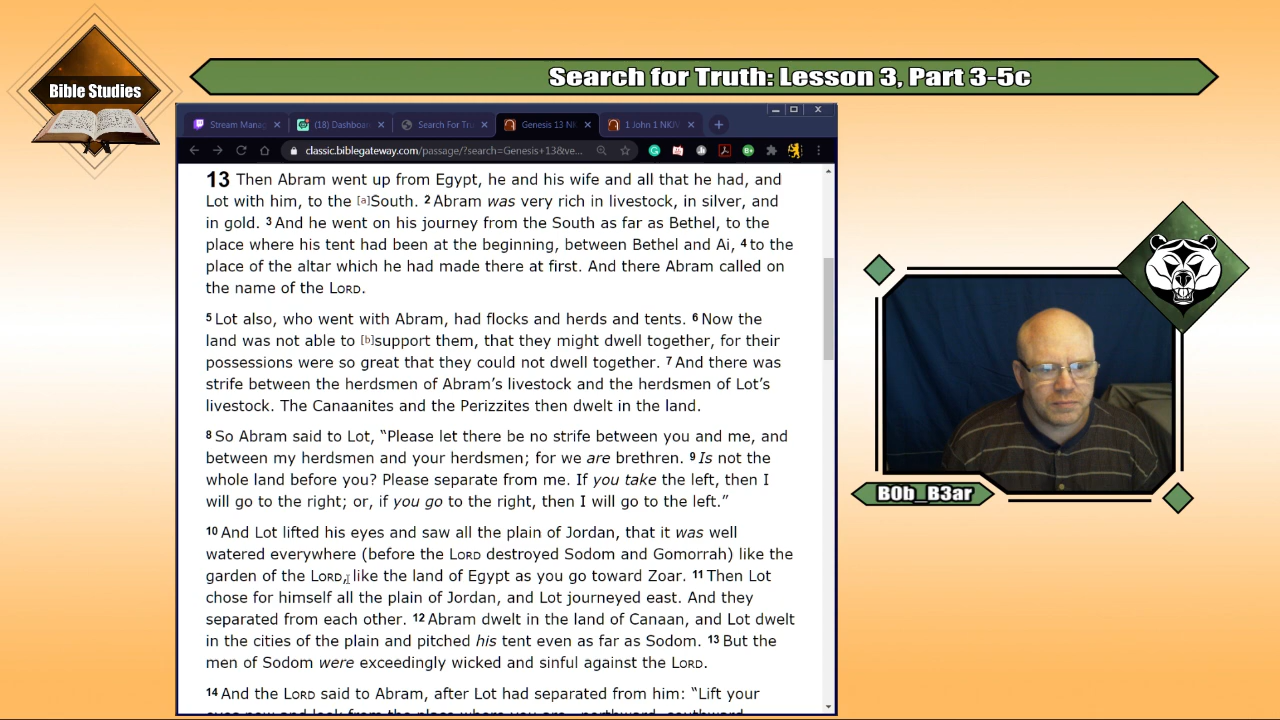 Bible Studies
Search for Truth: Lesson 3, Part 3-5c
Stream Manag
(18) Dashboar
Search For Tru
Genesis 13 NK
1 John 1 NKJV
classic.biblegateway.com/passage/?search=Genesis+13&ve...
13 Then Abram went up from Egypt, he and his wife and all that he had, and
Lot with him, to the [a]South. 2 Abram was very rich in livestock, in silver, and
in gold. 3 And he went on his journey from the South as far as Bethel, to the
place where his tent had been at the beginning, between Bethel and Ai, 4 to the
place of the altar which he had made there at first. And there Abram called on
the name of the LORD.
5 Lot also, who went with Abram, had flocks and herds and tents. 6 Now the
land was not able to [b]support them, that they might dwell together, for their
possessions were so great that they could not dwell together. 7 And there was
strife between the herdsmen of Abram’s livestock and the herdsmen of Lot’s
livestock. The Canaanites and the Perizzites then dwelt in the land.
8 So Abram said to Lot, “Please let there be no strife between you and me, and
between my herdsmen and your herdsmen; for we are brethren. 9 Is not the
whole land before you? Please separate from me. If you take the left, then I
will go to the right; or, if you go to the right, then I will go to the left.”
10 And Lot lifted his eyes and saw all the plain of Jordan, that it was well
watered everywhere (before the LORD destroyed Sodom and Gomorrah) like the
garden of the LORD, like the land of Egypt as you go toward Zoar. 11 Then Lot
chose for himself all the plain of Jordan, and Lot journeyed east. And they
separated from each other. 12 Abram dwelt in the land of Canaan, and Lot dwelt
in the cities of the plain and pitched his tent even as far as Sodom. 13 But the
men of Sodom were exceedingly wicked and sinful against the LORD.
14 And the LORD said to Abram, after Lot had separated from him: “Lift your
B0b_B3ar